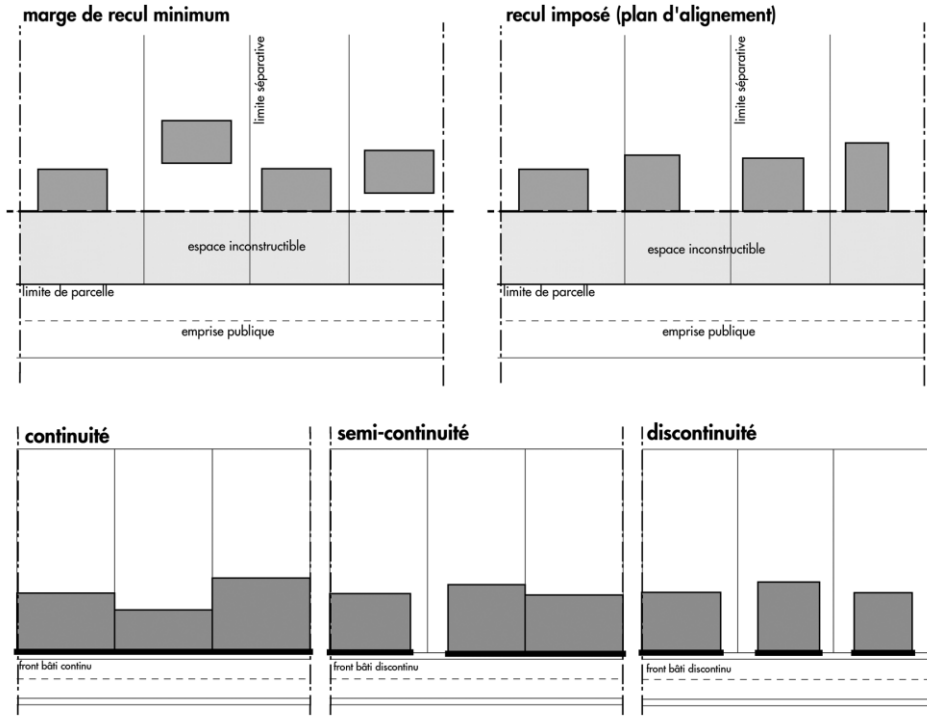 marge de recul minimum
limite séparative
espace inconstructible
limite de parcelle
emprise publique
recul imposé (plan d'alignement)
limite séparative
espace inconstructible
limite de parcelle
emprise publique
continuité
front bâti continu
semi-continuité
front bâti discontinu
discontinuité
front bâti discontinu